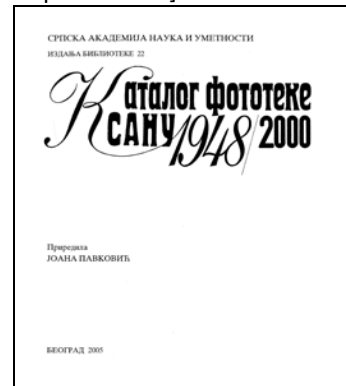 СРПСКА АКАДЕМИЈА НАУКА И УМЕТНОСТИ
ИЗДАЊА БИБЛИОТЕКЕ 22
Каталог фототеке
САНУ 1948/2000
Приредила
ЈОАНА ПАВКОВИЋ
БЕОГРАД 2005